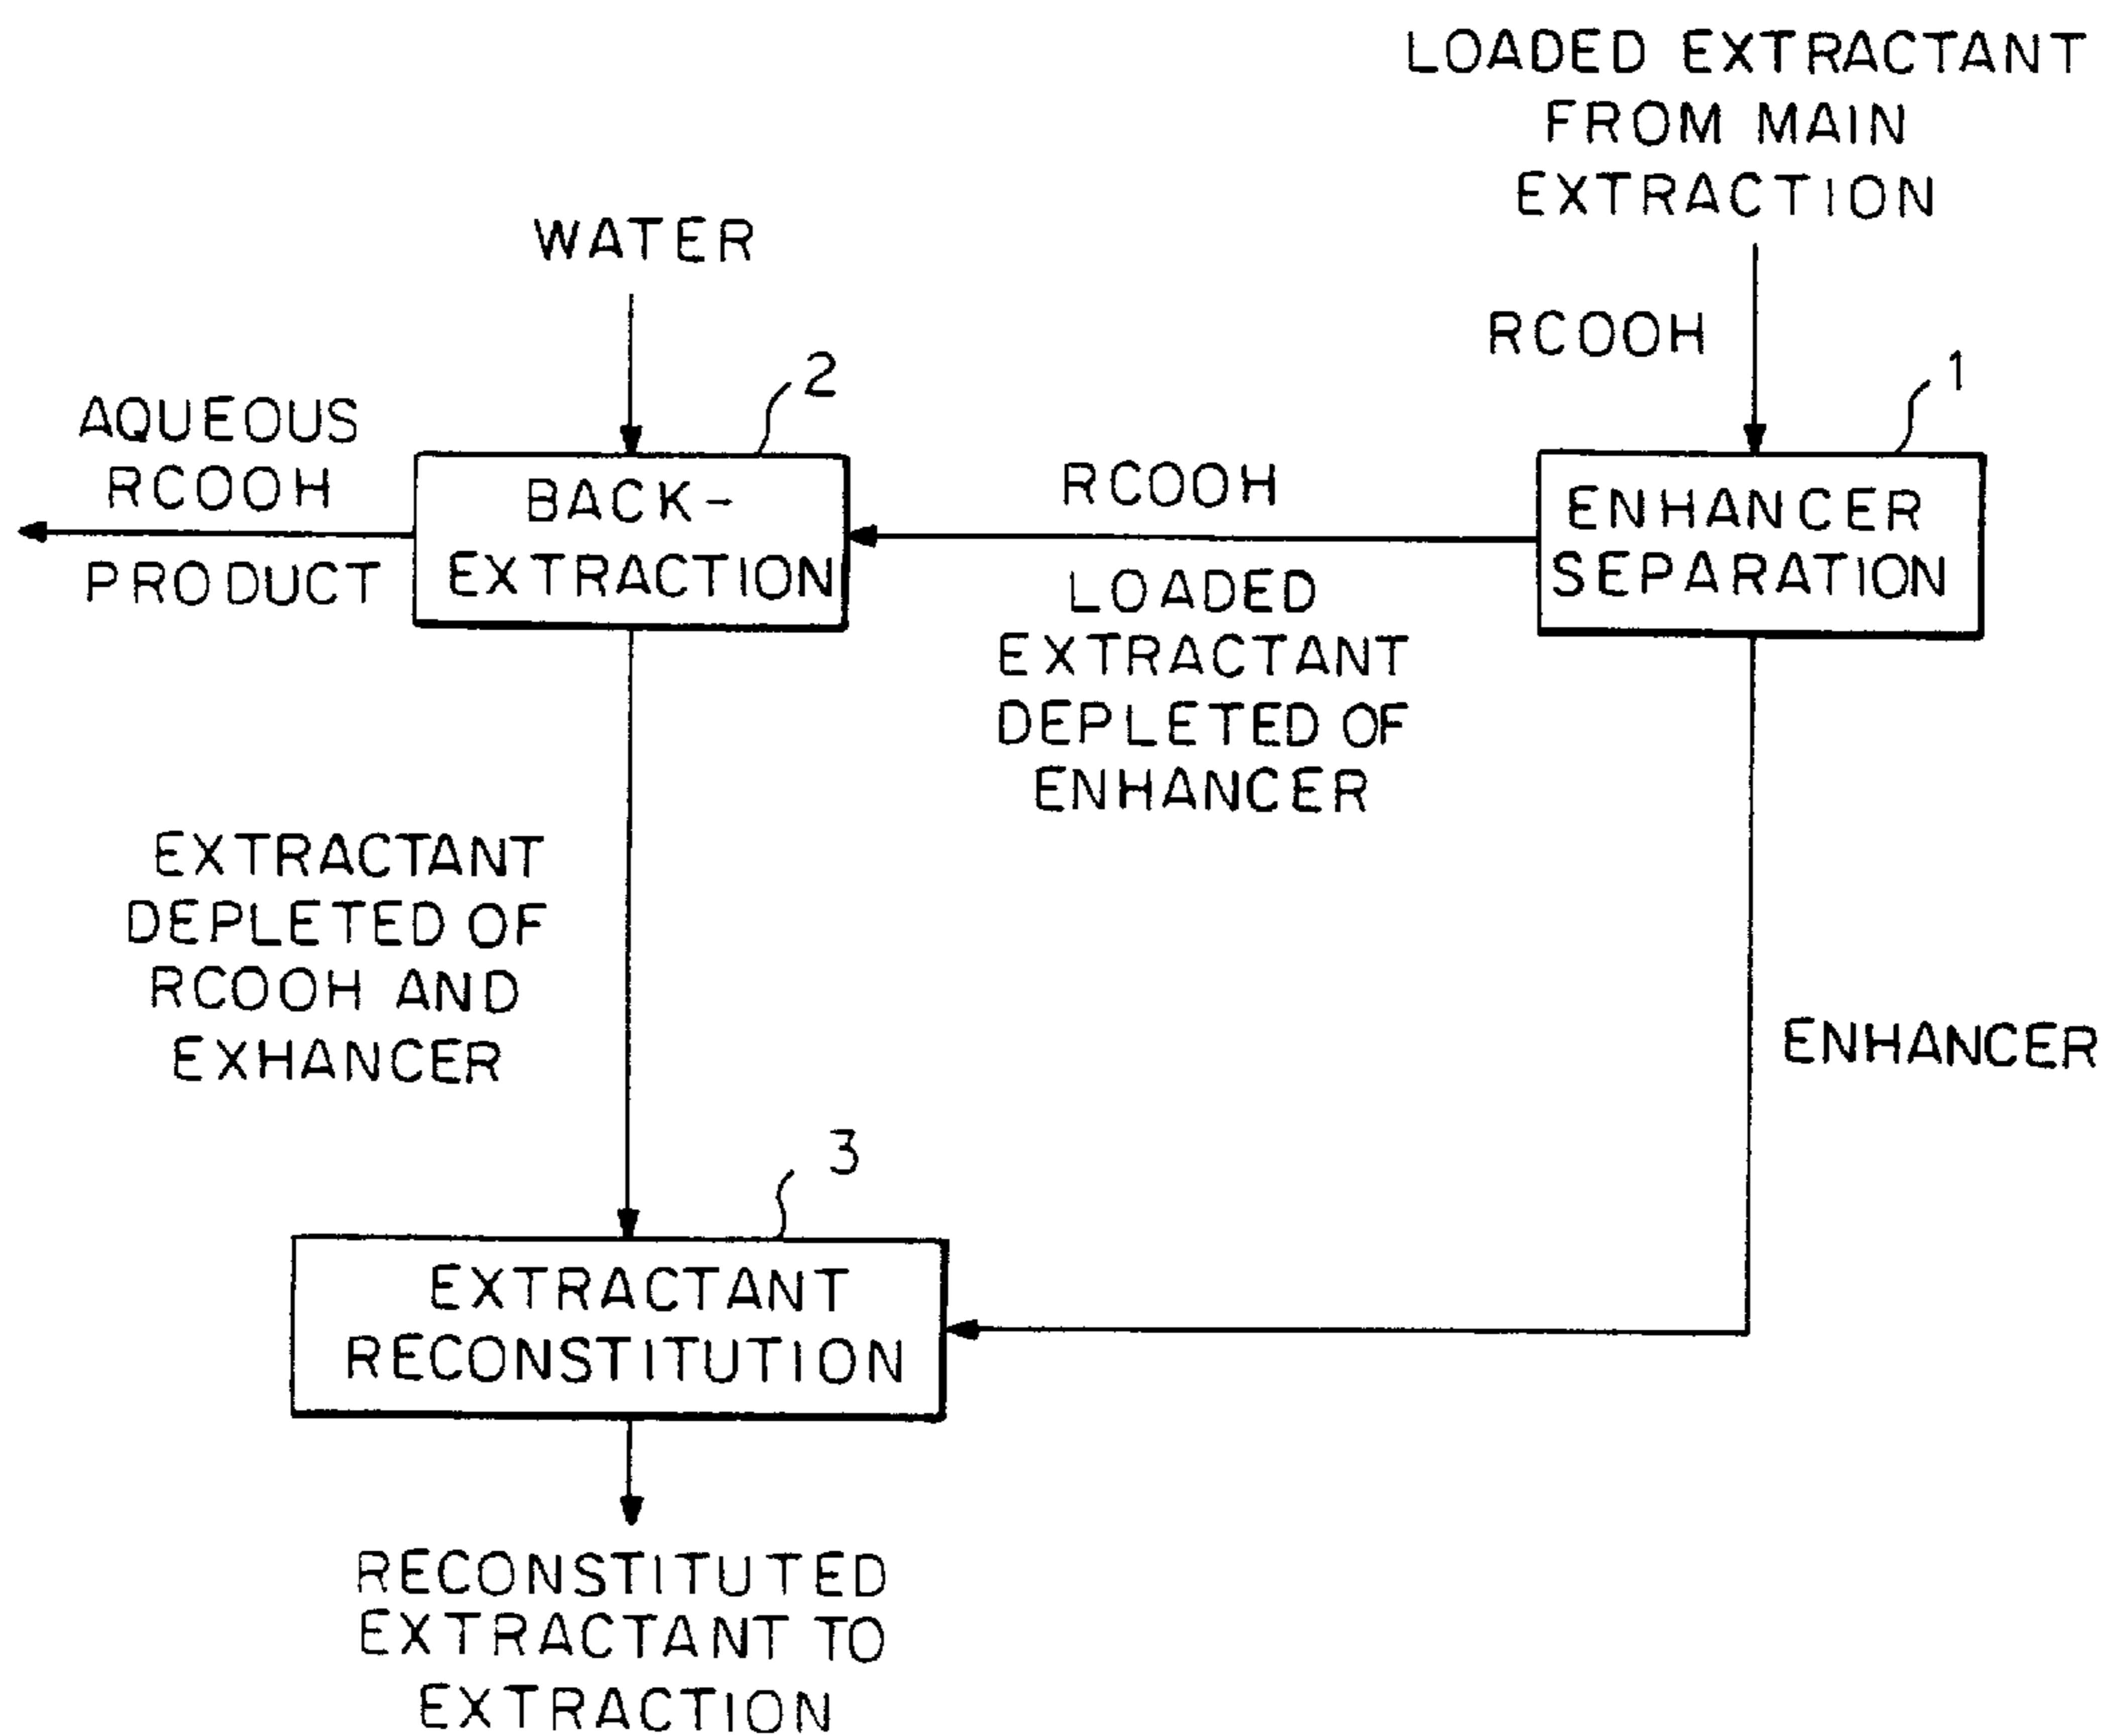 LOADED EXTRACTANT
FROM MAIN
EXTRACTION
WATER
RCOOH
2
1
AQUEOUS
RCOOH
PRODUCT
BACK-
EXTRACTION
RCOOH
LOADED
EXTRACTANT
DEPLETED OF
ENHANCER
ENHANCER
SEPARATION
EXTRACTANT
DEPLETED OF
RCOOH AND
EXHANCER
ENHANCER
3
EXTRACTANT
RECONSTITUTION
RECONSTITUTED
EXTRACTANT TO
EXTRACTION